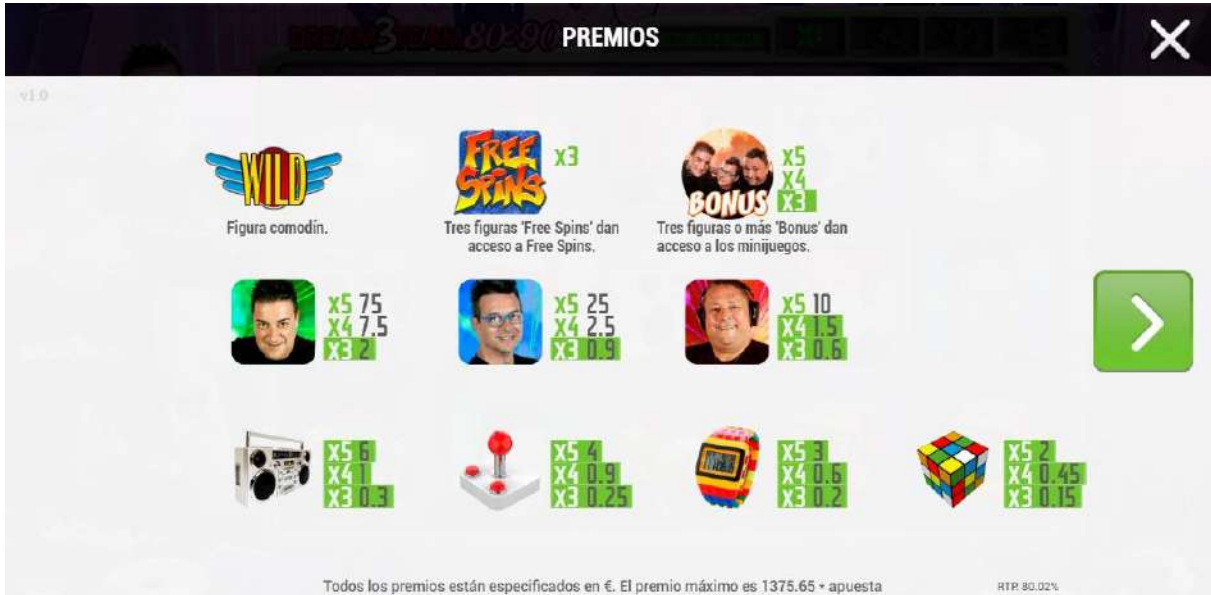 DREAM3TEAM 80s90
PREMIOS
v1.0
WILD
Figura comodín.
FREE
SPINS
x3
Tres figuras 'Free Spins' dan
acceso a Free Spins.
BONUS
x5
x4
x3
Tres figuras o más 'Bonus' dan
acceso a los minijuegos.
x5 75
x4 7.5
x3 2
x5 25
x4 2.5
x3 0.9
x5 10
x4 1.5
x3 0.6
x5 6
x4 1
x3 0.3
x5 4
x4 0.9
x3 0.25
x5 3
x4 0.6
x3 0.2
x5 2
x4 0.45
x3 0.15
Todos los premios están especificados en €. El premio máximo es 1375.65 * apuesta
RTP. 80.02%